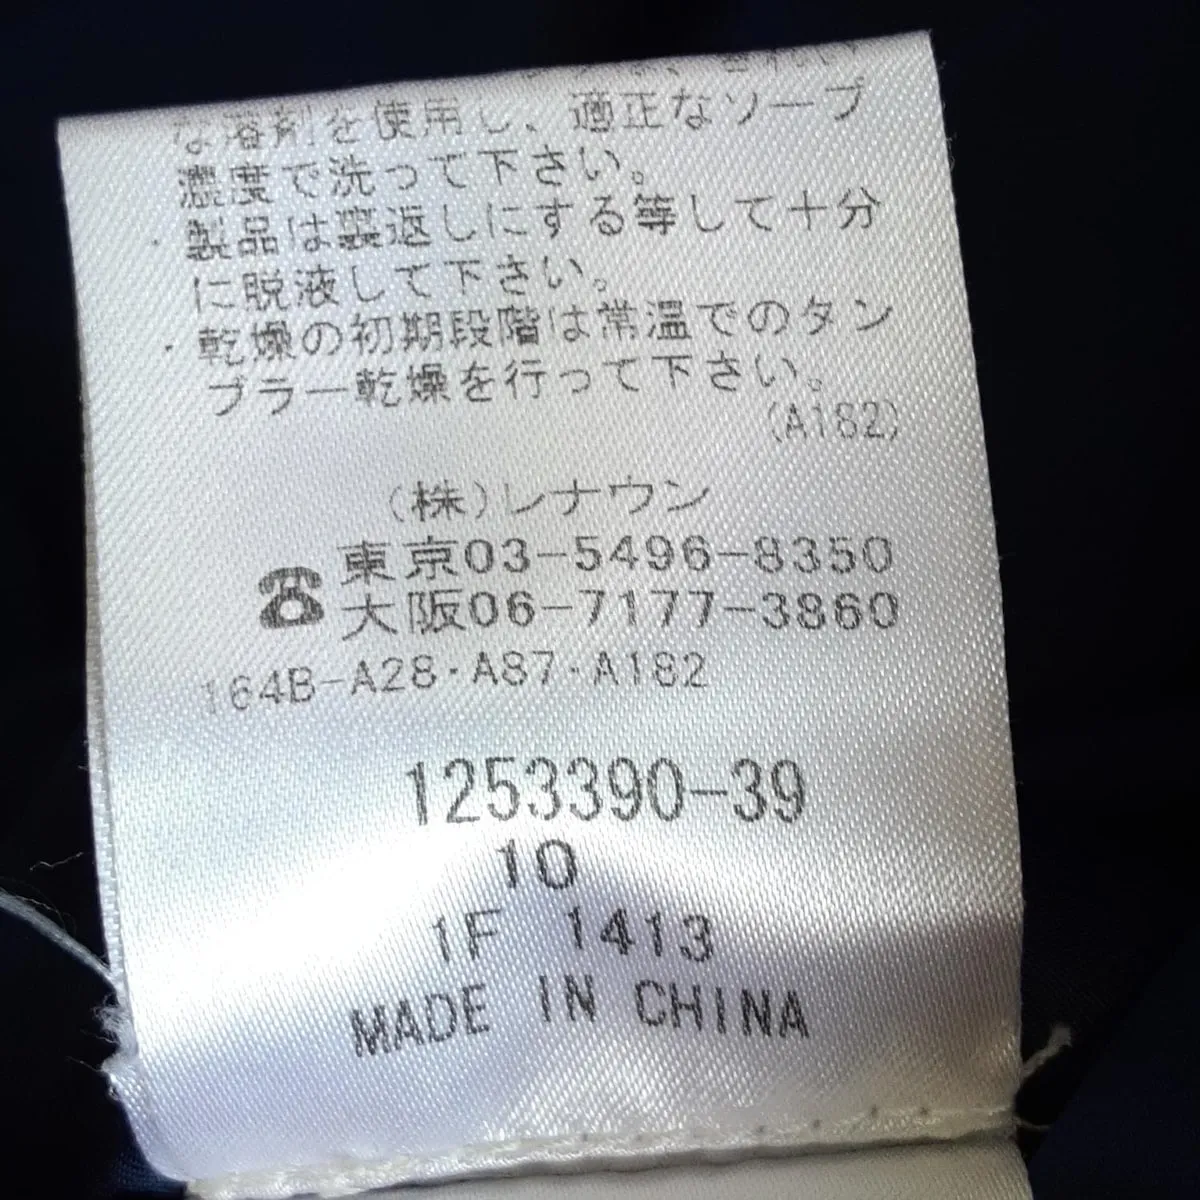 な溶剤を使用し、適正なソープ
濃度で洗って下さい。
・製品は裏返しにする等して十分
に脱液して下さい。
・乾燥の初期段階は常温でのタン
ブラー乾燥を行って下さい。
(A182)
(株)レナウン
☎東京03-5496-8350
大阪06-7177-3860
164B-A28・A87・A182
1253390-39
10
1F 1413
MADE IN CHINA